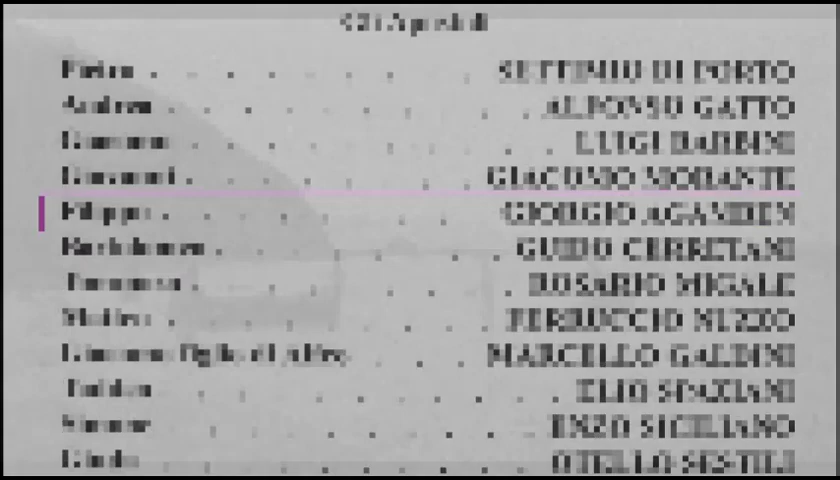 Gli Apostoli
Pietro . . . . . . . . . SETTIMIO DI PORTO
Andrea . . . . . . . . . . ALFONSO GATTO
Giacomo . . . . . . . . . . LUIGI BARBINI
Giovanni . . . . . . . . GIACOMO MORANTE
Filippo . . . . . . . . GIORGIO AGAMBEN
Bartolomeo . . . . . . . . GUIDO CERRETANI
Tommaso . . . . . . . . ROSARIO MIGALE
Matteo . . . . . . . . . FERRUCCIO NUZZO
Giacomo figlio di Alfeo . . . MARCELLO GALDINI
Taddeo . . . . . . . . . . ELIO SPAZIANI
Simone . . . . . . . . ENZO SICILIANO
Giuda . . . . . . . . . OTELLO SESTILI